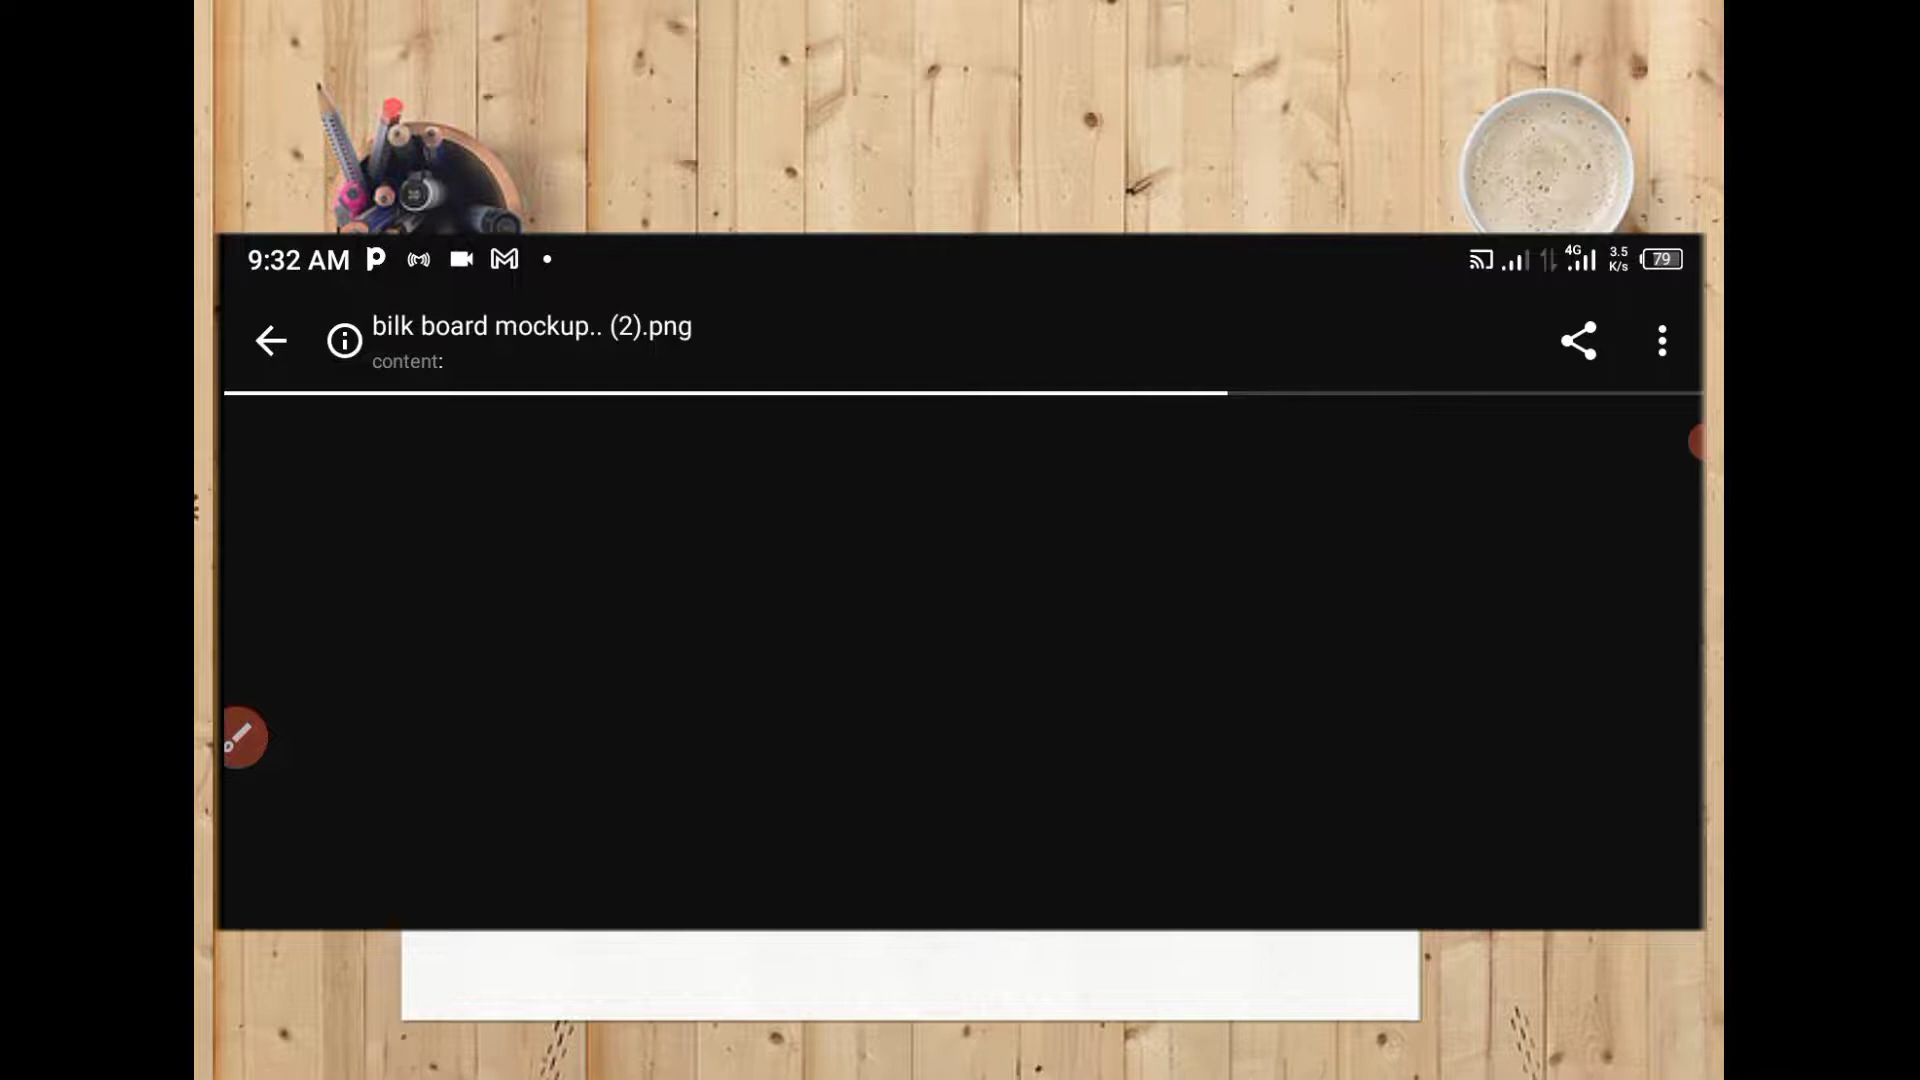 9:32 AM
4G
3.5
K/s
79
bilk board mockup.. (2).png
content: